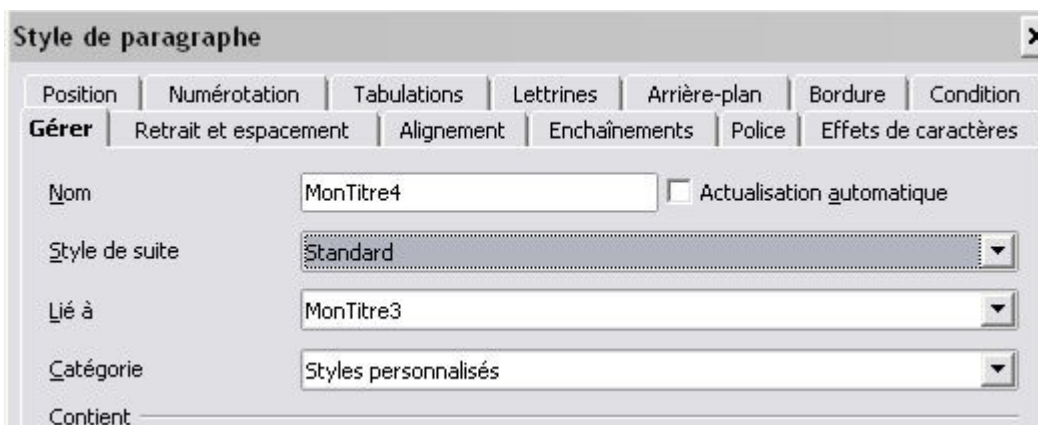 Style de paragraphe
Position Numérotation Tabulations Lettrines Arrière-plan Bordure Condition
Gérer Retrait et espacement Alignement Enchaînements Police Effets de caractères
Nom MonTitre4 Actualisation automatique
Style de suite Standard
Lié à MonTitre3
Catégorie Styles personnalisés
Contient